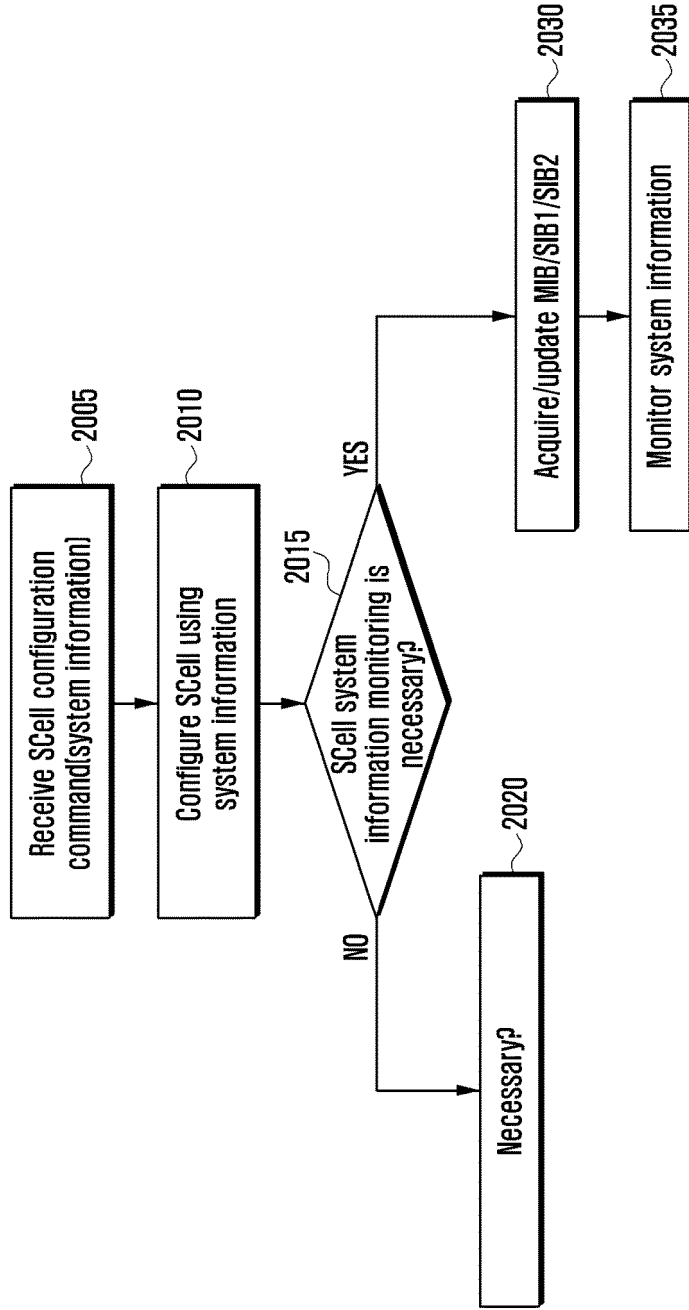 2005
Receive SCell configuration
command(system information)
2010
Configure SCell using
system information
2015
SCell system
information monitoring is
necessary?
NO
YES
2020
Necessary?
2030
Acquire/update MIB/SIB1/SIB2
2035
Monitor system information